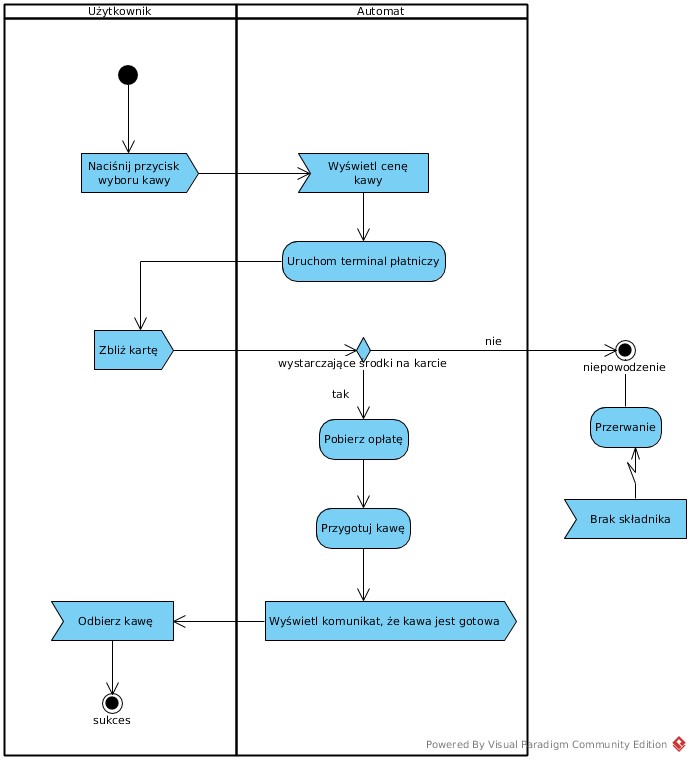 Użytkownik
Automat
Naciśnij przycisk
wyboru kawy
Wyświetl cenę
kawy
Uruchom terminal płatniczy
Zbliż kartę
wystarczające środki na karcie
nie
niepowodzenie
tak
Pobierz opłatę
Przerwanie
Przygotuj kawę
Brak składnika
Odbierz kawę
Wyświetl komunikat, że kawa jest gotowa
sukces
Powered By Visual Paradigm Community Edition